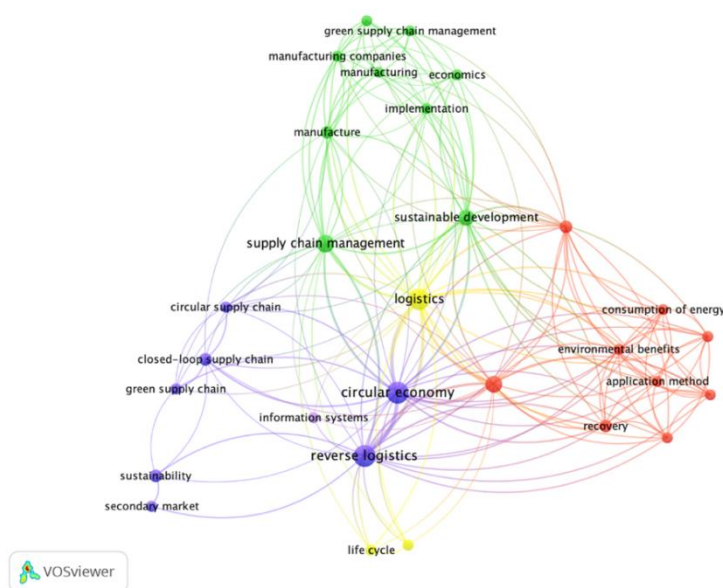 green supply chain management
manufacturing companies
manufacturing
economics
implementation
manufacture
sustainable development
supply chain management
logistics
circular supply chain
consumption of energy
environmental benefits
closed-loop supply chain
application method
green supply chain
circular economy
information systems
recovery
reverse logistics
sustainability
secondary market
life cycle
VOSviewer